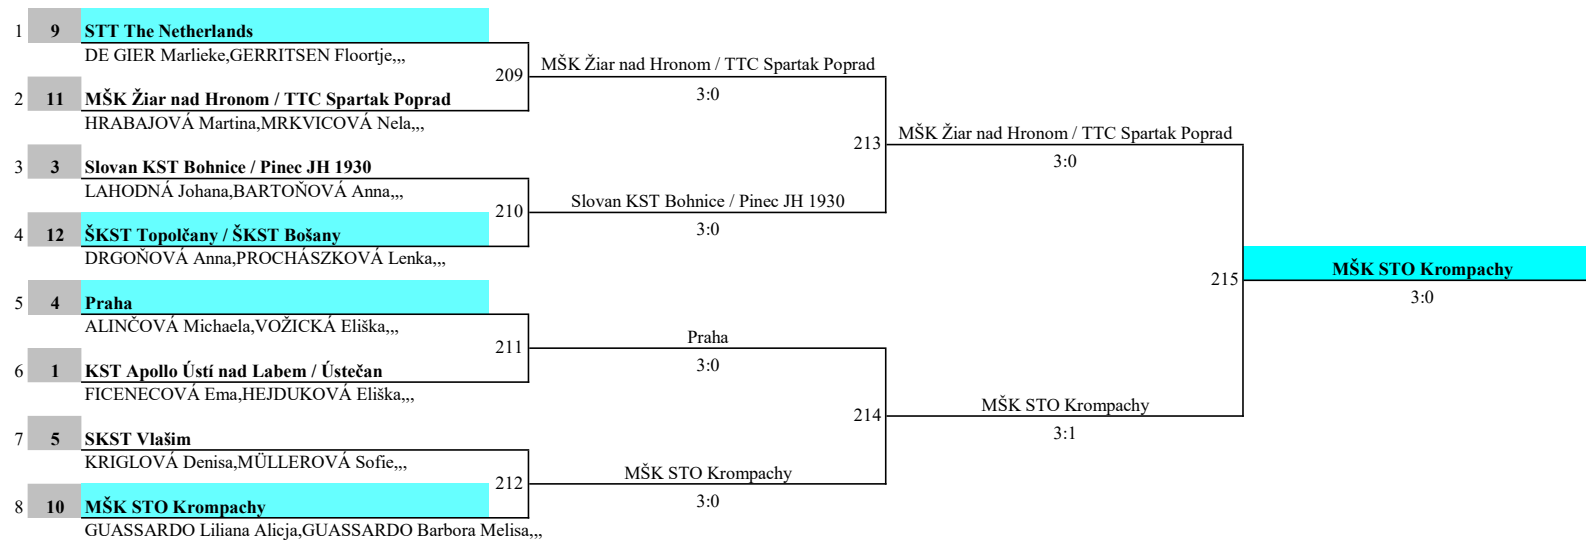 1 9 STT The Netherlands
DE GIER Marlieke,GERRITSEN Floortje,,,
209 MŠK Žiar nad Hronom / TTC Spartak Poprad
3:0
2 11 MŠK Žiar nad Hronom / TTC Spartak Poprad
HRABAJOVÁ Martina,MRKVICOVÁ Nela,,,
213 MŠK Žiar nad Hronom / TTC Spartak Poprad
3:0
3 3 Slovan KST Bohnice / Pinec JH 1930
LAHODNÁ Johana,BARTOŇOVÁ Anna,,,
210 Slovan KST Bohnice / Pinec JH 1930
3:0
4 12 ŠKST Topolčany / ŠKST Bošany
DRGOŇOVÁ Anna,PROCHÁSZKOVÁ Lenka,,,
215 MŠK STO Krompachy
3:0
5 4 Praha
ALINČOVÁ Michaela,VOŽICKÁ Eliška,,,
211 Praha
3:0
6 1 KST Apollo Ústí nad Labem / Ústečan
FICENECOVÁ Ema,HEJDUKOVÁ Eliška,,,
214 MŠK STO Krompachy
3:1
7 5 SKST Vlašim
KRIGLOVÁ Denisa,MÜLLEROVÁ Sofie,,,
212 MŠK STO Krompachy
3:0
8 10 MŠK STO Krompachy
GUASSARDO Liliana Alicja,GUASSARDO Barbora Melisa,,,